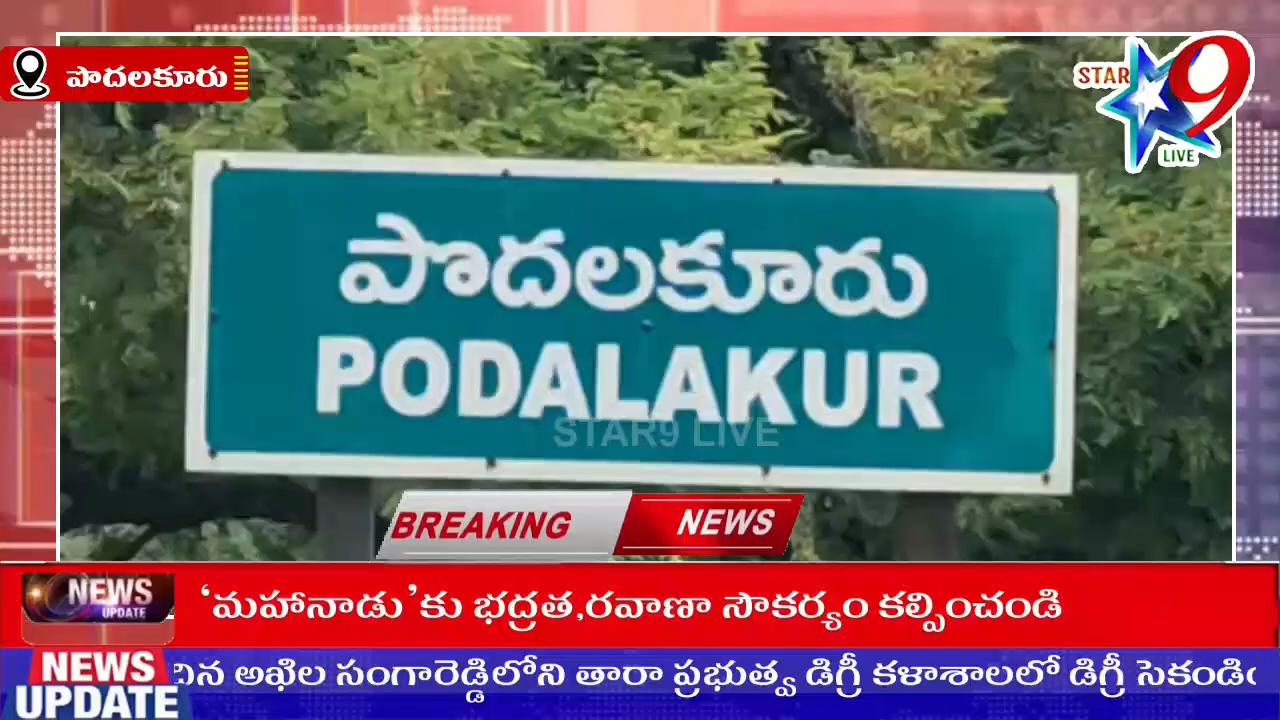 పొదలకూరు
STAR 9
LIVE
పొదలకూరు
PODALAKUR
STAR9 LIVE
BREAKING NEWS
NEWS
UPDATE
‘మహానాడు’కు భద్రత,రవాణా సౌకర్యం కల్పించండి
NEWS
UPDATE
చిన అఖిల సంగారెడ్డిలోని తారా ప్రభుత్వ డిగ్రీ కళాశాలలో డిగ్రీ సెకండి